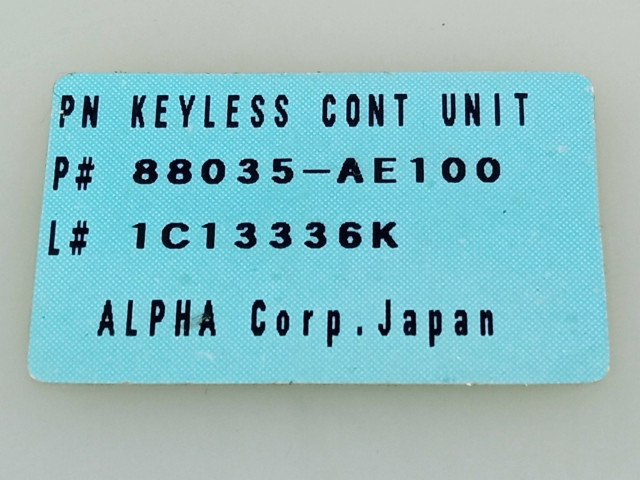 PN KEYLESS CONT UNIT
P# 88035-AE100
L# 1C13336K
ALPHA Corp.Japan